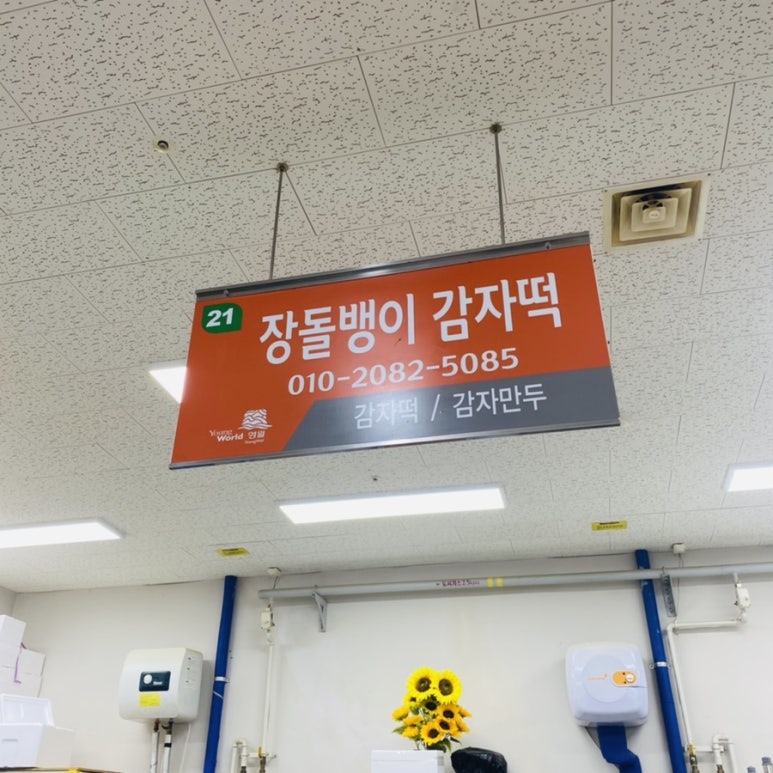 21
장돌뱅이 감자떡
010-2082-5085
감자떡 / 감자만두
Young World 영월